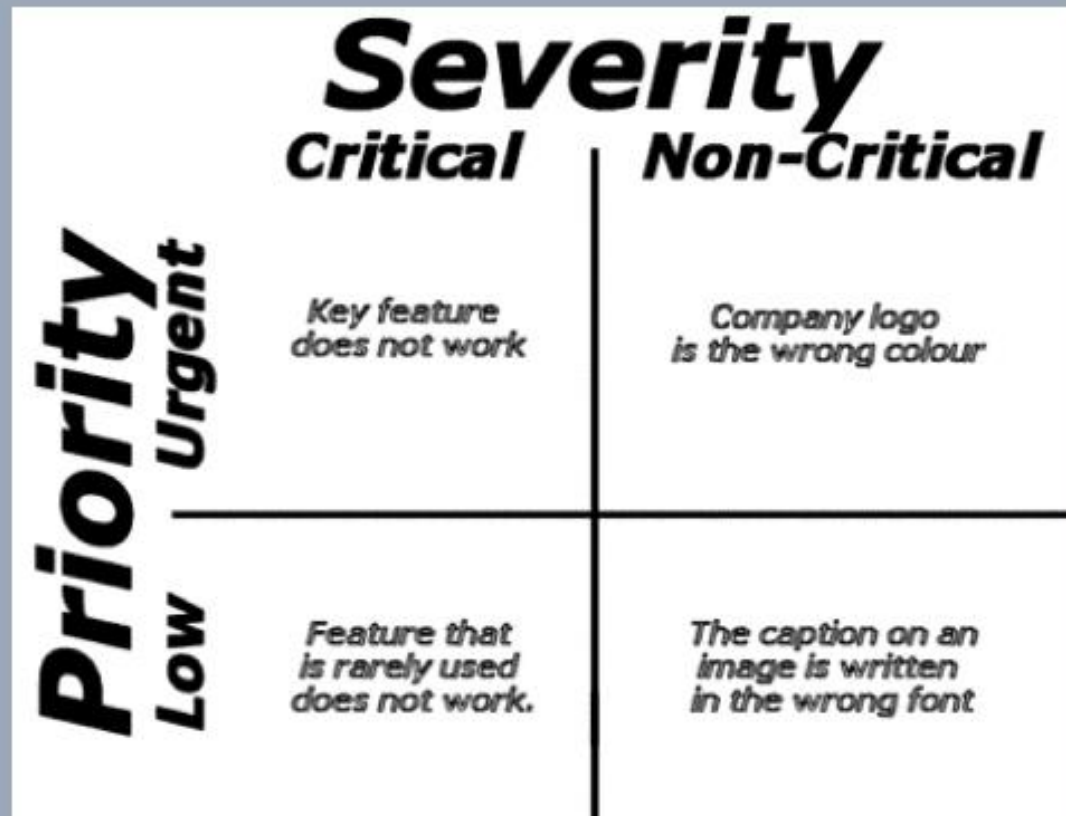 Severity
Critical
Non-Critical
Priority
Urgent
Key feature
does not work
Company logo
is the wrong colour
Low
Feature that
is rarely used
does not work.
The caption on an
image is written
in the wrong font